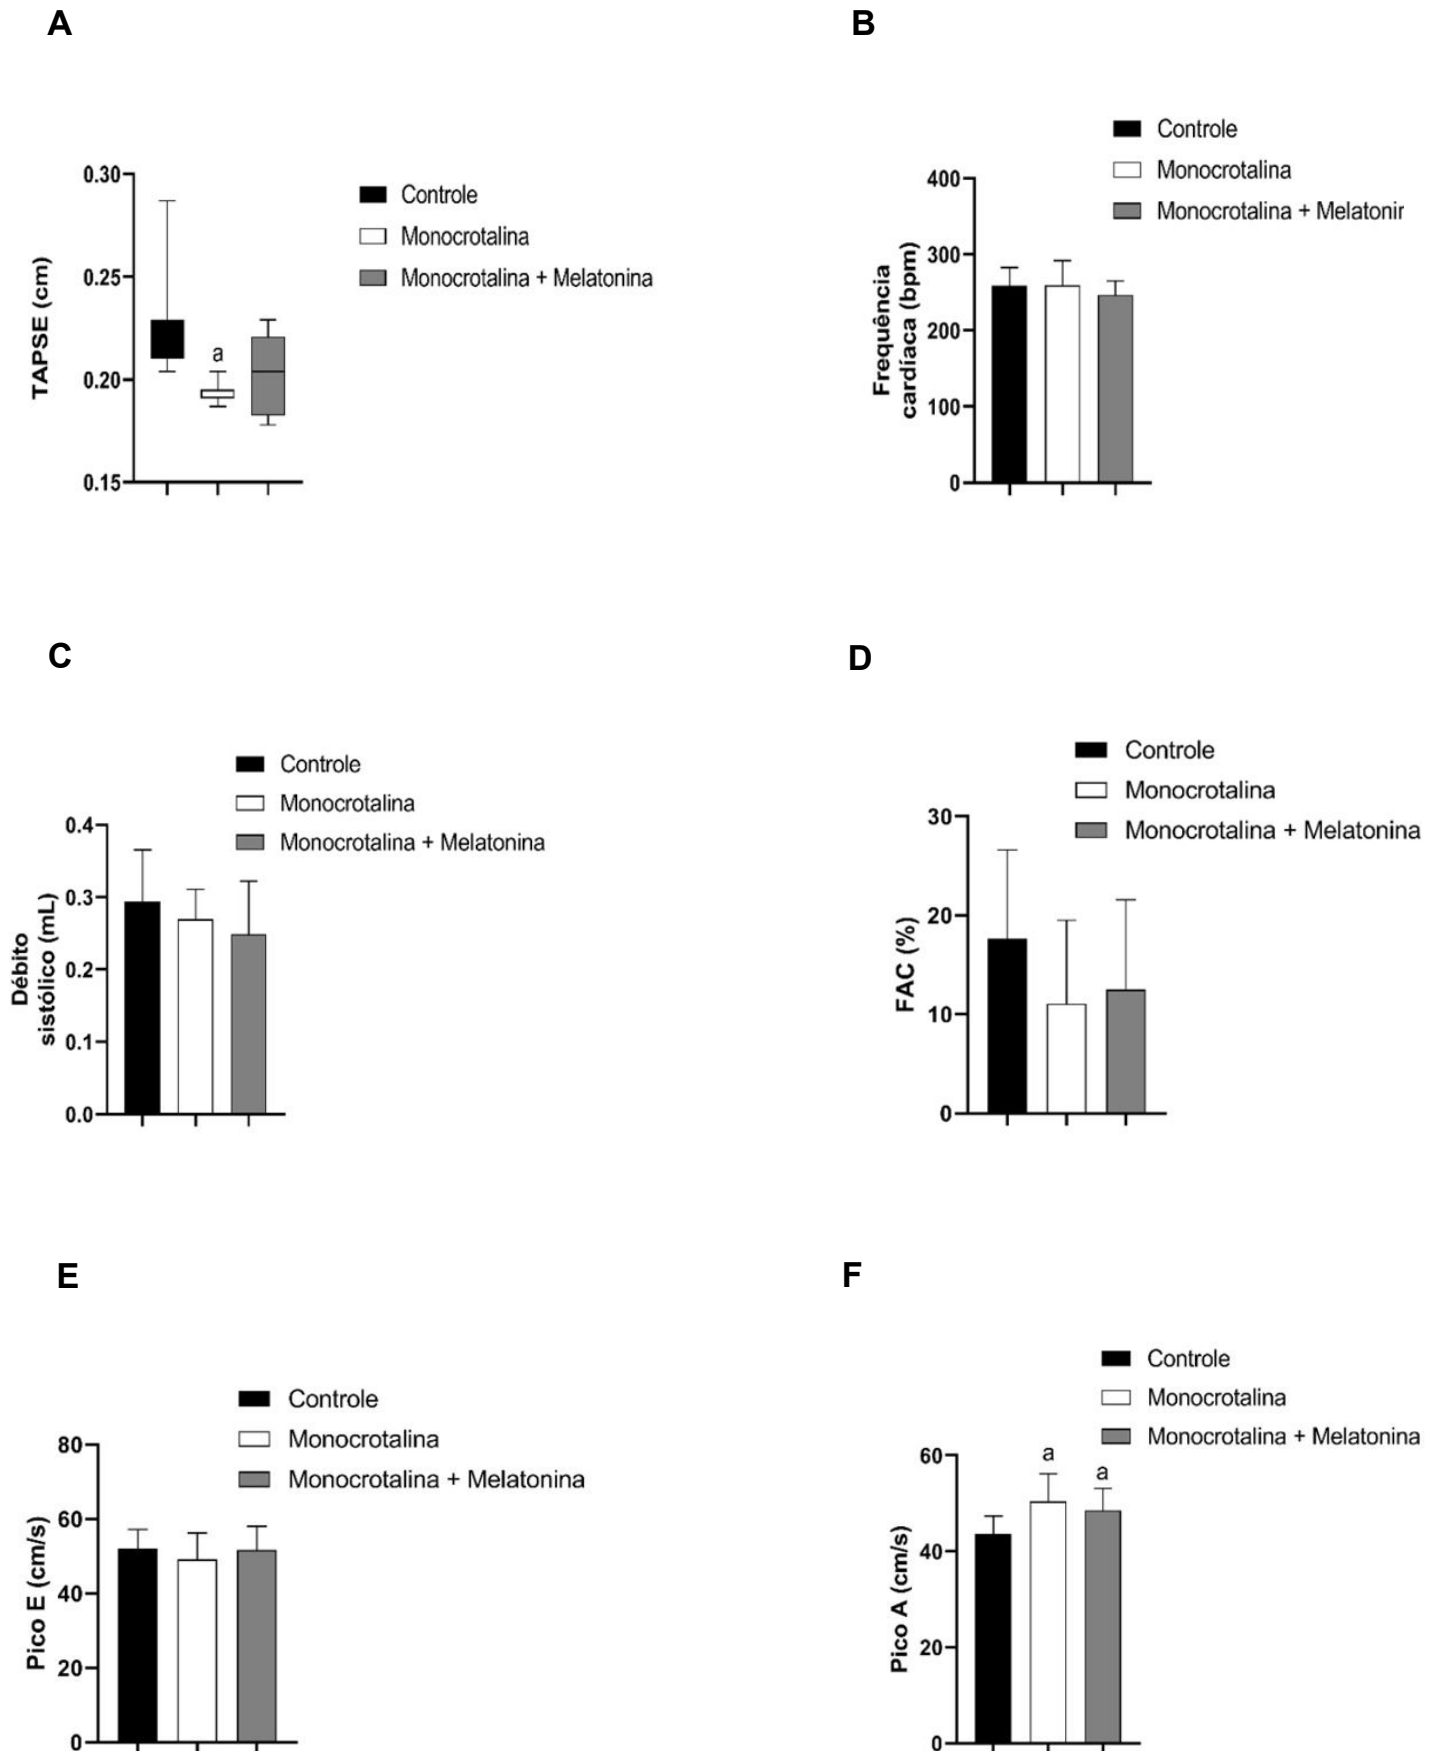 A
TAPSE (cm)
0.30
0.25
0.20
0.15
a
Controle
Monocrotalina
Monocrotalina + Melatonina
B
Frequência
cardíaca (bpm)
400
300
200
100
0
Controle
Monocrotalina
Monocrotalina + Melatonir
C
Débito
sistólico (mL)
0.4
0.3
0.2
0.1
0.0
Controle
Monocrotalina
Monocrotalina + Melatonina
D
FAC (%)
30
20
10
0
Controle
Monocrotalina
Monocrotalina + Melatonina
E
Pico E (cm/s)
80
60
40
20
0
Controle
Monocrotalina
Monocrotalina + Melatonina
F
Pico A (cm/s)
60
40
20
0
a
a
Controle
Monocrotalina
Monocrotalina + Melatonina